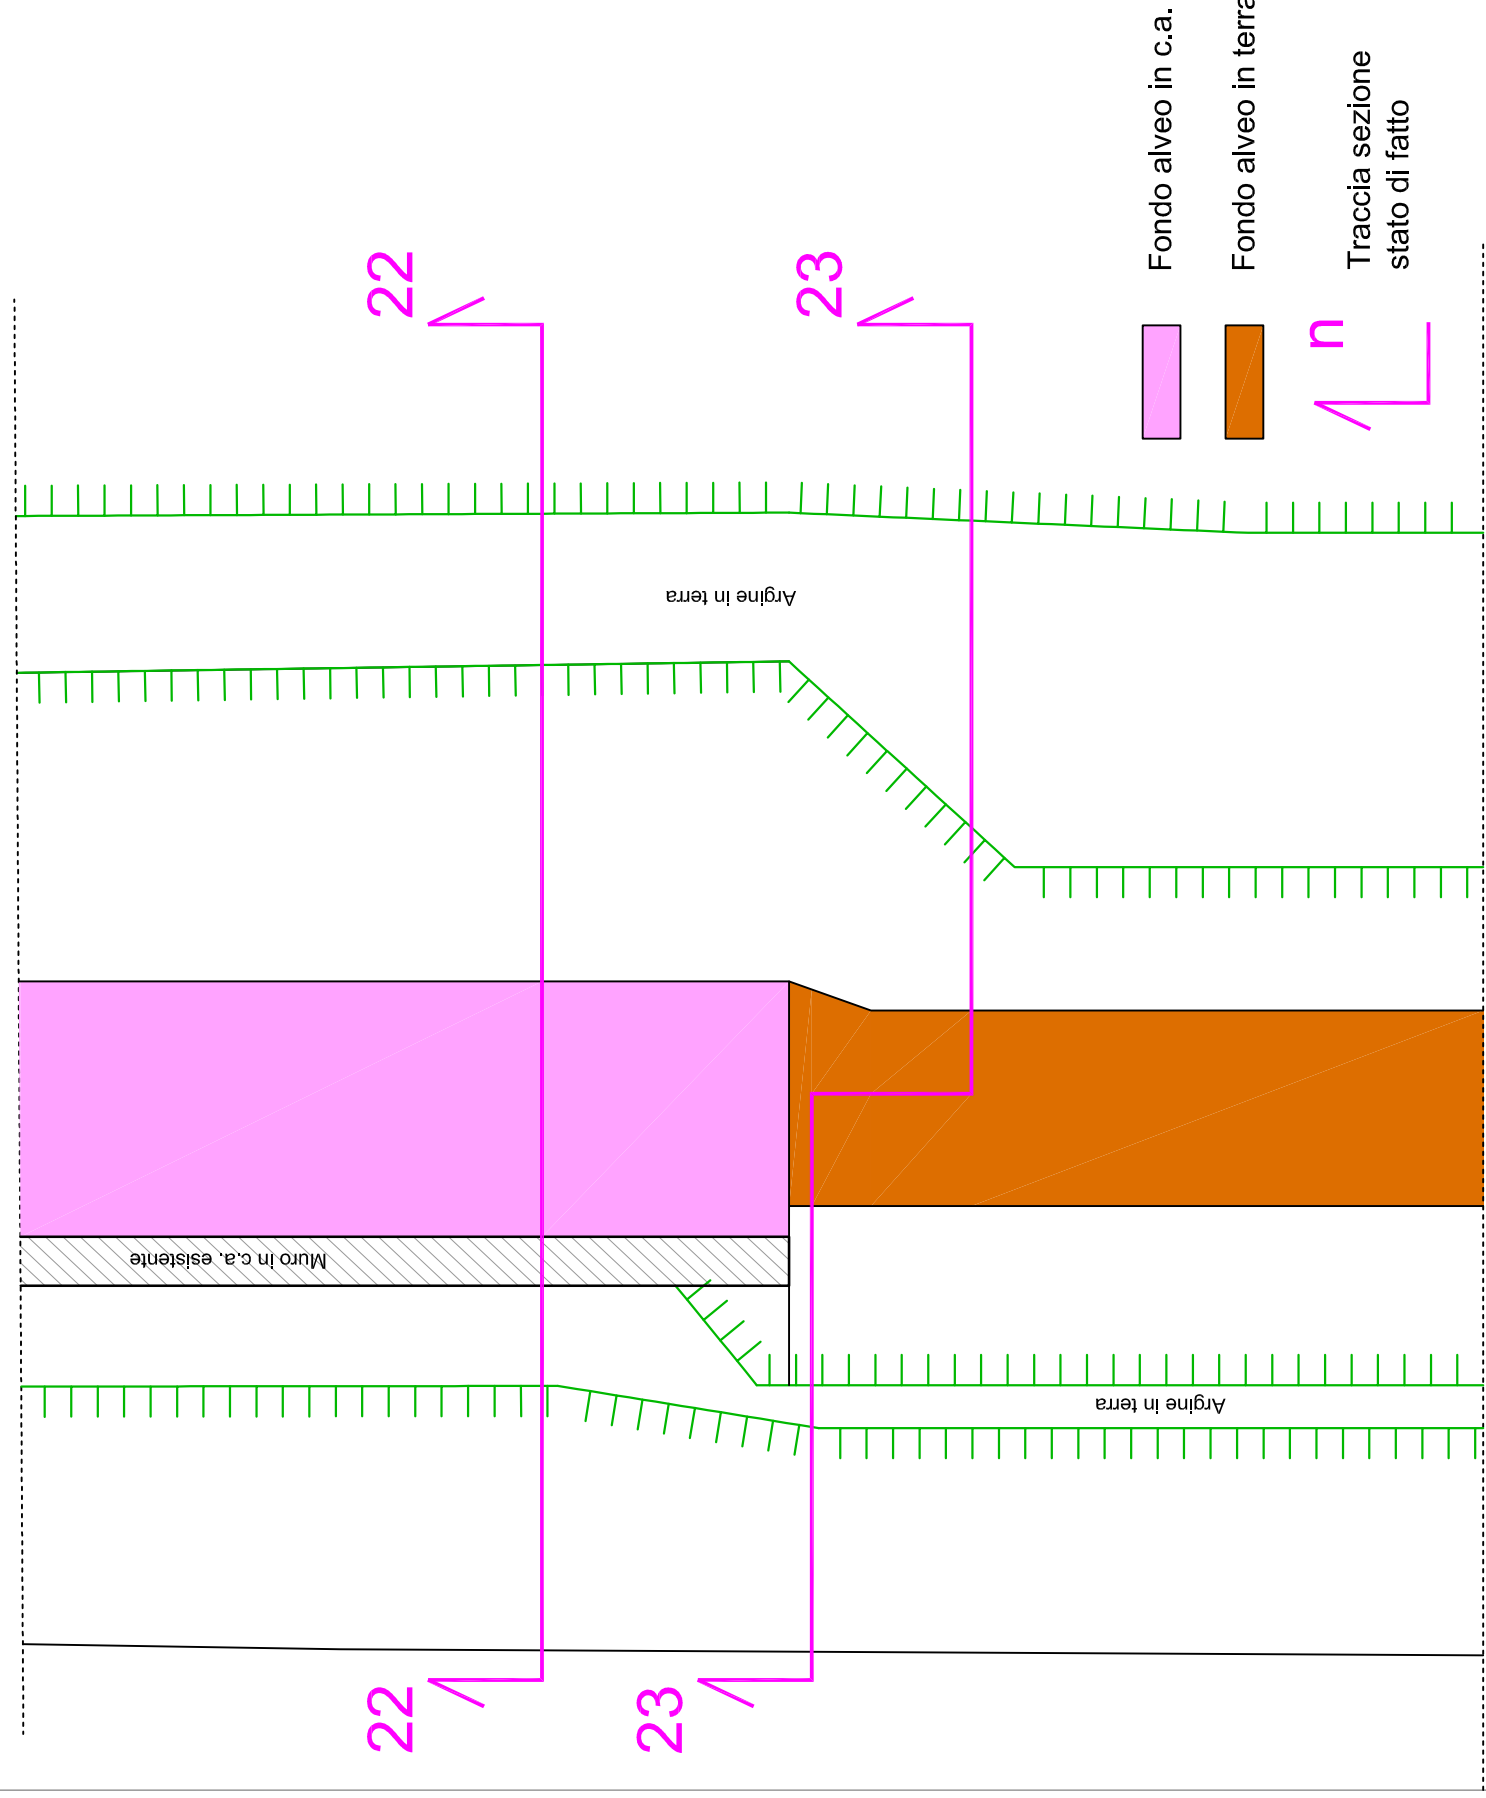 22
23
Fondo alveo in c.a.
Fondo alveo in terra
n
Traccia sezione
stato di fatto
Argine in terra
Muro in c.a. esistente
Argine in terra
22
23